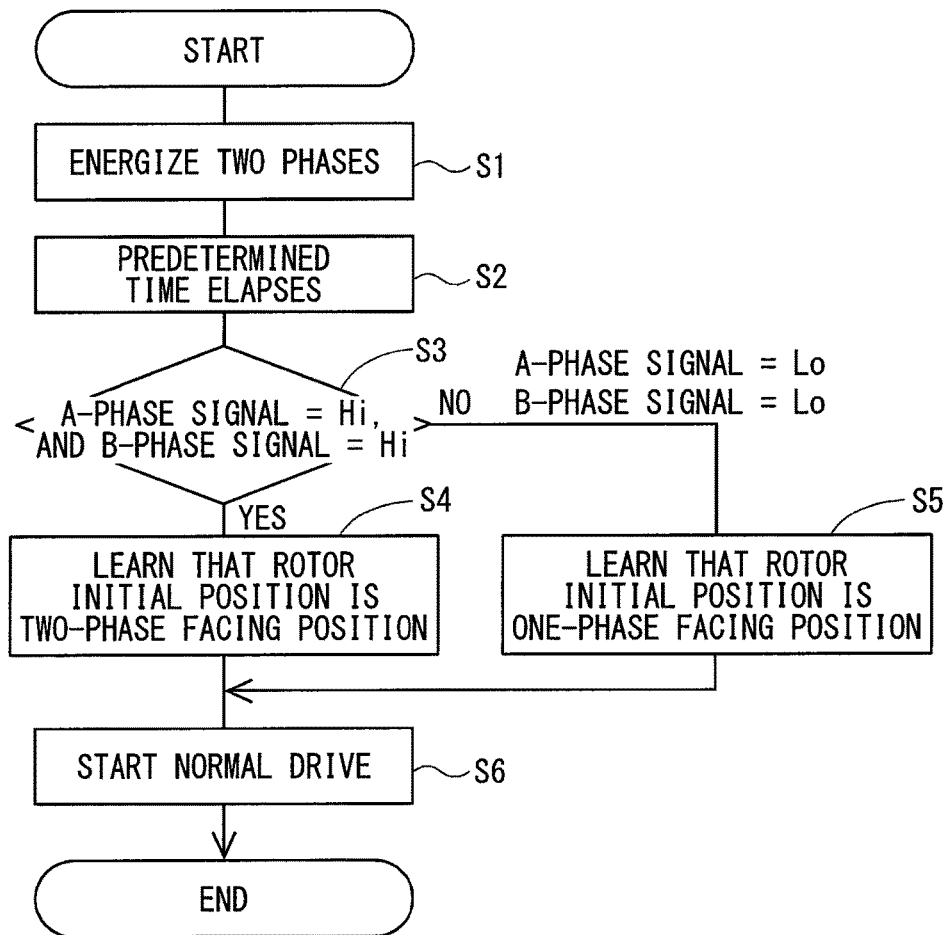 START
ENERGIZE TWO PHASES
S1
PREDETERMINED
TIME ELAPSES
S2
S3
A-PHASE SIGNAL = Hi,
AND B-PHASE SIGNAL = Hi
NO
A-PHASE SIGNAL = Lo
B-PHASE SIGNAL = Lo
YES
S4
LEARN THAT ROTOR
INITIAL POSITION IS
TWO-PHASE FACING POSITION
S5
LEARN THAT ROTOR
INITIAL POSITION IS
ONE-PHASE FACING POSITION
START NORMAL DRIVE
S6
END